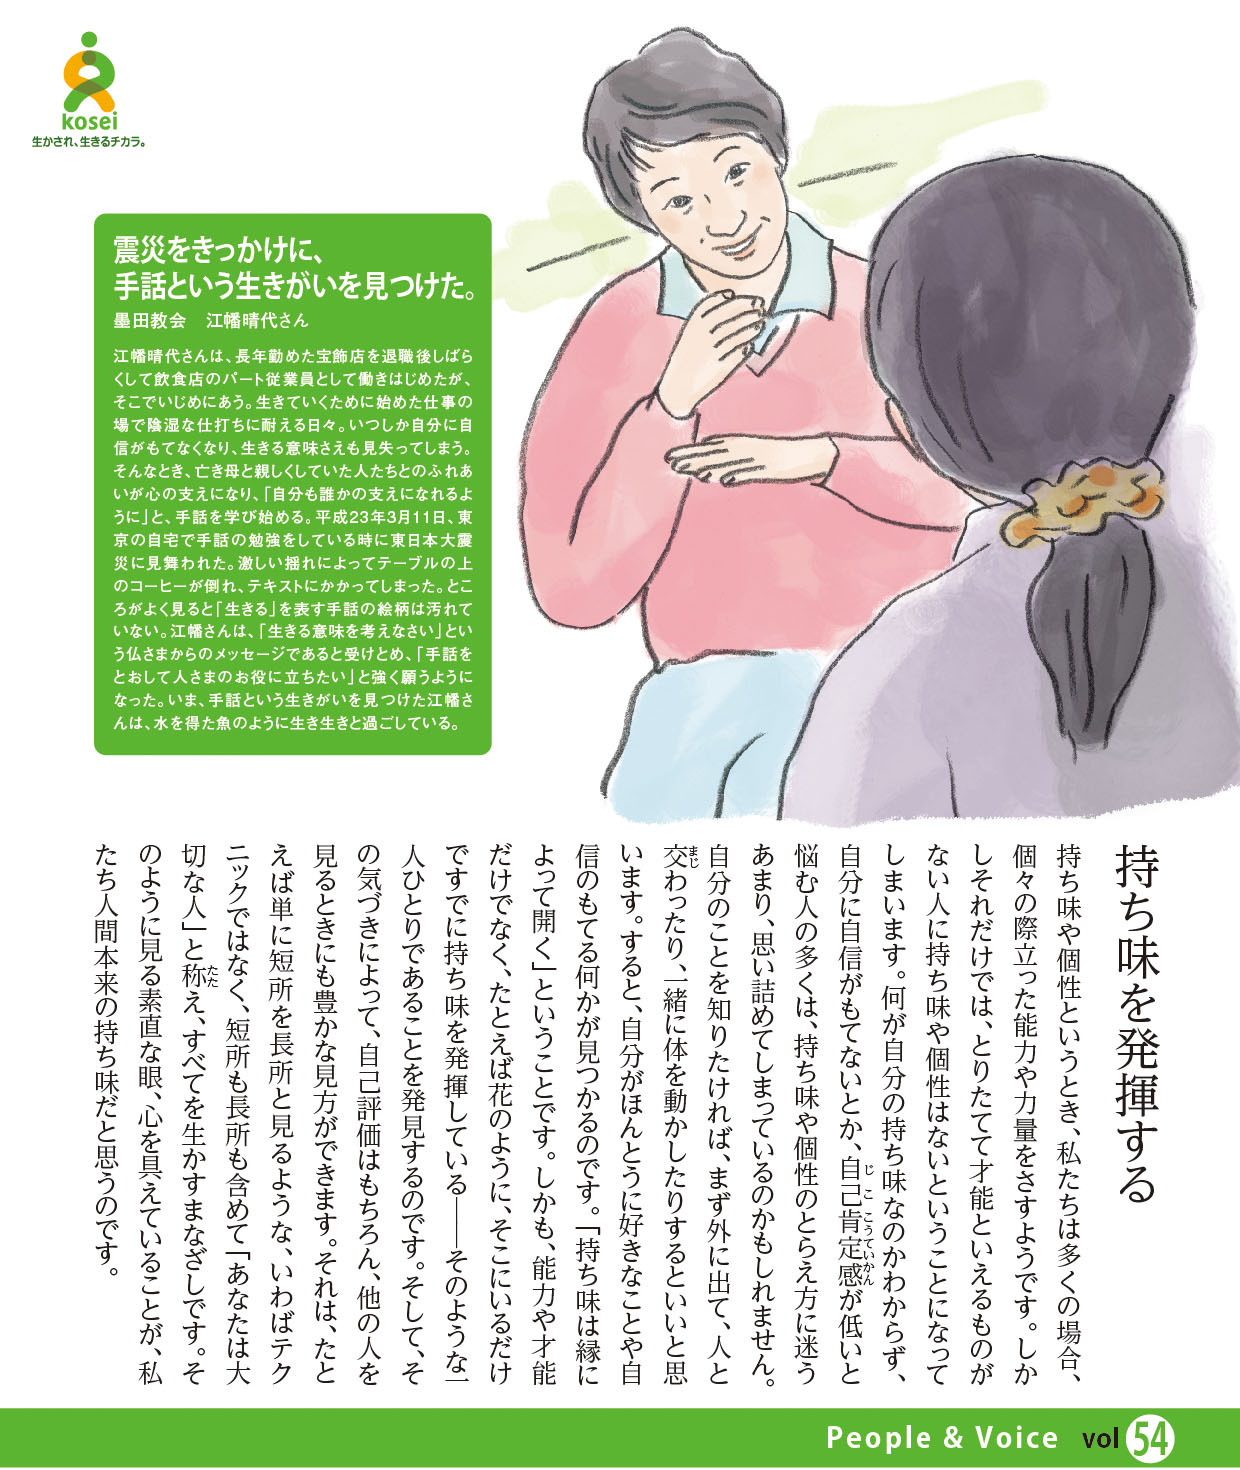 kosei
生かされ、生きるチカラ。
震災をきっかけに、
手話という生きがいを見つけた。
墨田教会　江幡晴代さん
江幡晴代さんは、長年勤めた宝飾店を退職後しばら
くして飲食店のパート従業員として働きはじめたが、
そこでいじめにあう。生きていくために始めた仕事の
場で陰湿な仕打ちに耐える日々。いつしか自分に自
信がもてなくなり、生きる意味さえも見失ってしまう。
そんなとき、亡き母と親しくしていた人たちとのふれあ
いが心の支えになり、「自分も誰かの支えになれるよ
うに」と、手話を学び始める。平成23年3月11日、東
京の自宅で手話の勉強をしている時に東日本大震
災に見舞われた。激しい揺れによってテーブルの上
のコーヒーが倒れ、テキストにかかってしまった。とこ
ろがよく見ると「生きる」を表す手話の絵柄は汚れて
いない。江幡さんは、「生きる意味を考えなさい」とい
う仏さまからのメッセージであると受けとめ、「手話を
とおして人さまのお役に立ちたい」と強く願うように
なった。いま、手話という生きがいを見つけた江幡さ
んは、水を得た魚のように生き生きと過ごしている。
持ち味を発揮する
持ち味や個性というとき、私たちは多くの場合、
個々の際立った能力や力量をさすようです。しか
しそれだけでは、とりたてて才能といえるものが
ない人に持ち味や個性はないということになって
しまいます。何が自分の持ち味なのかわからず、
自分に自信がもてないとか、自己肯定感が低いと
じここうていかん
悩む人の多くは、持ち味や個性のとらえ方に迷う
あまり、思い詰めてしまっているのかもしれません。
自分のことを知りたければ、まず外に出て、人と
交わったり、一緒に体を動かしたりするといいと思
まじ
います。すると、自分がほんとうに好きなことや自
信のもてる何かが見つかるのです。「持ち味は縁に
よって開く」ということです。しかも、能力や才能
だけでなく、たとえば花のように、そこにいるだけ
ですでに持ち味を発揮している――そのような一
人ひとりであることを発見するのです。そして、そ
の気づきによって、自己評価はもちろん、他の人を
見るときにも豊かな見方ができます。それは、たと
えば単に短所を長所と見るような、いわばテク
ニックではなく、短所も長所も含めて「あなたは大
切な人」と称え、すべてを生かすまなざしです。そ
たた
のように見る素直な眼、心を具えていることが、私
たち人間本来の持ち味だと思うのです。
People & Voice vol 54